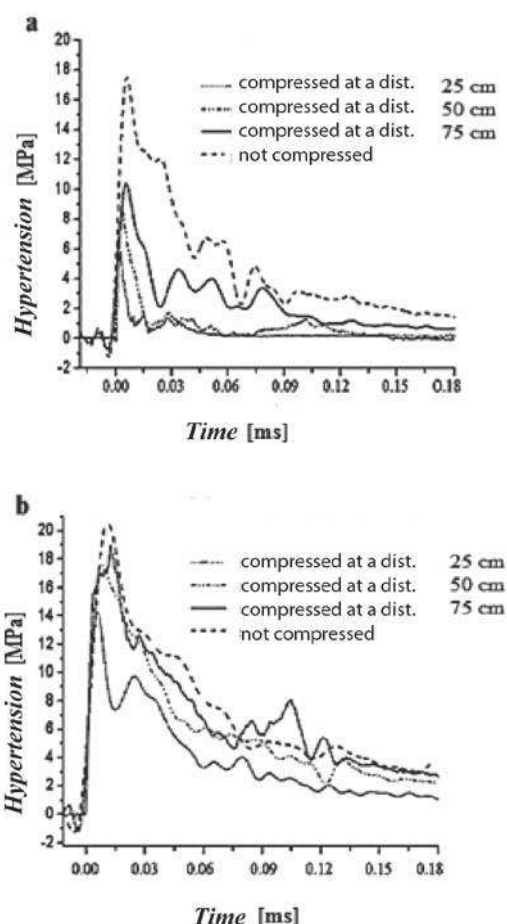 a
Hypertension [MPa]
20
18
16
14
12
10
8
6
4
2
0
-2
compressed at a dist. 25 cm
compressed at a dist. 50 cm
compressed at a dist. 75 cm
not compressed
0.00 0.03 0.06 0.09 0.12 0.15 0.18
Time [ms]
b
Hypertension [MPa]
20
18
16
14
12
10
8
6
4
2
0
-2
compressed at a dist. 25 cm
compressed at a dist. 50 cm
compressed at a dist. 75 cm
not compressed
0.00 0.03 0.06 0.09 0.12 0.15 0.18
Time [ms]